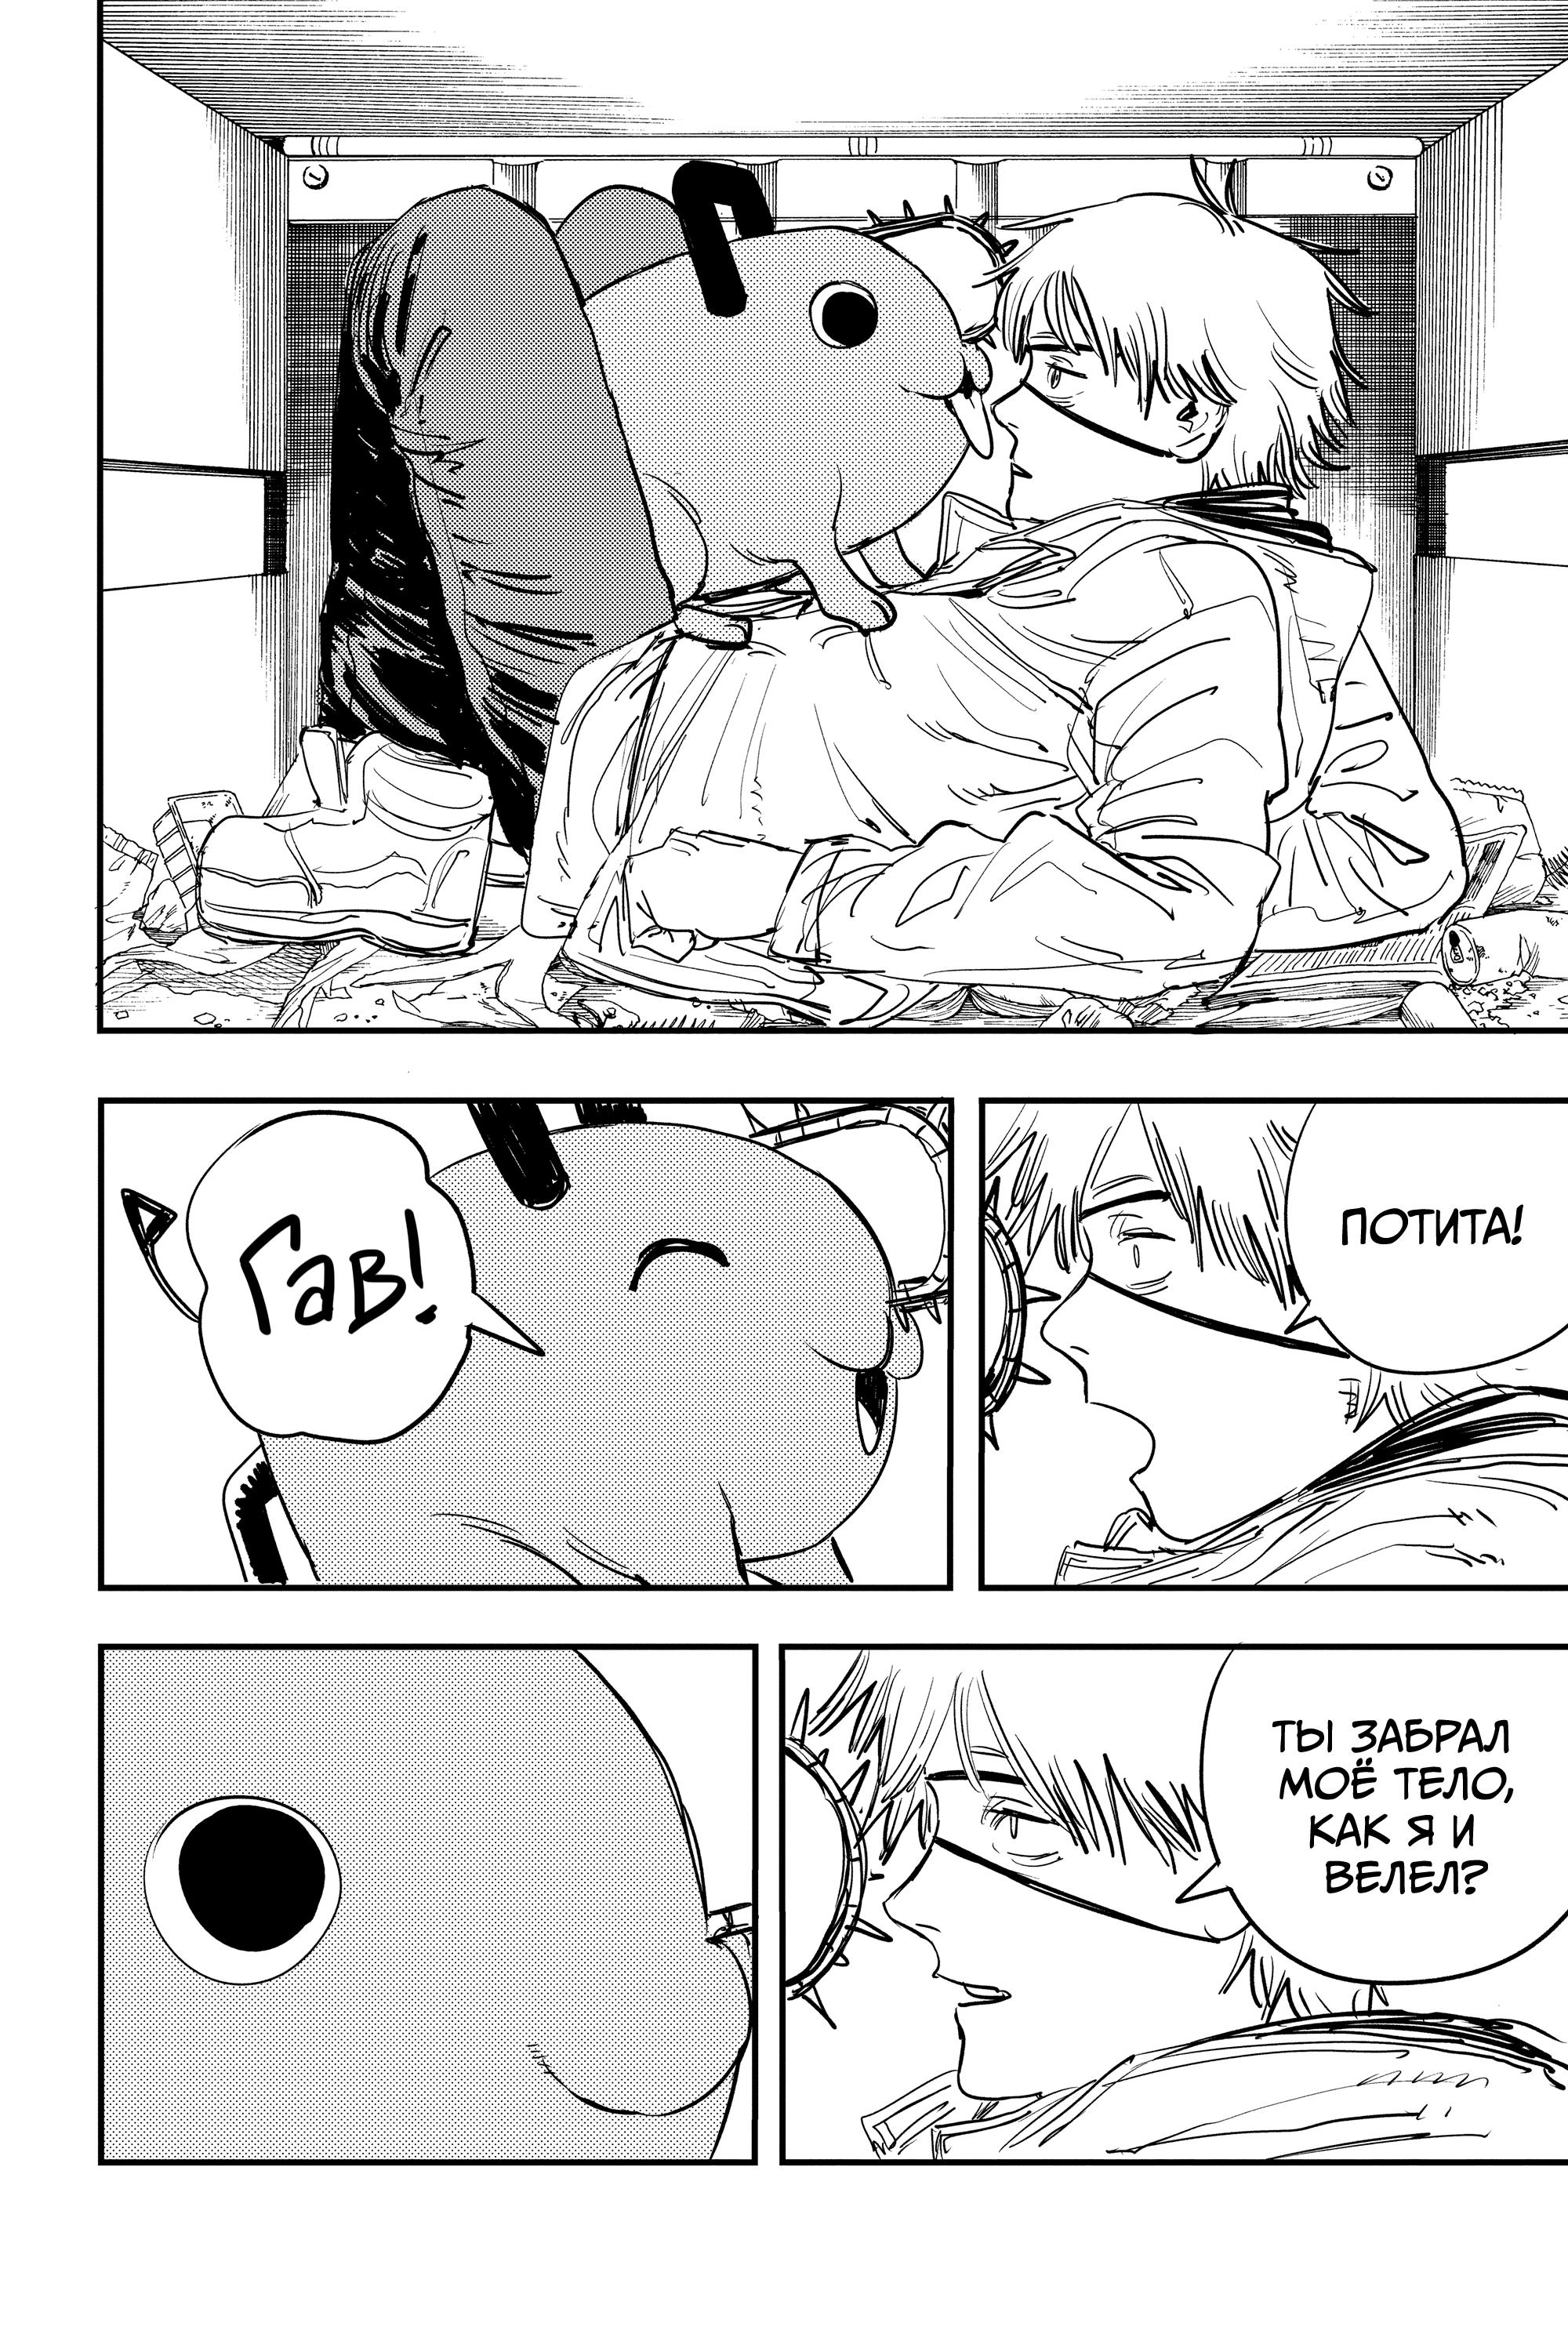 ПОТИТА!
Гав!
ТЫ ЗАБРАЛ
МОЁ ТЕЛО,
КАК Я И
ВЕЛЕЛ?